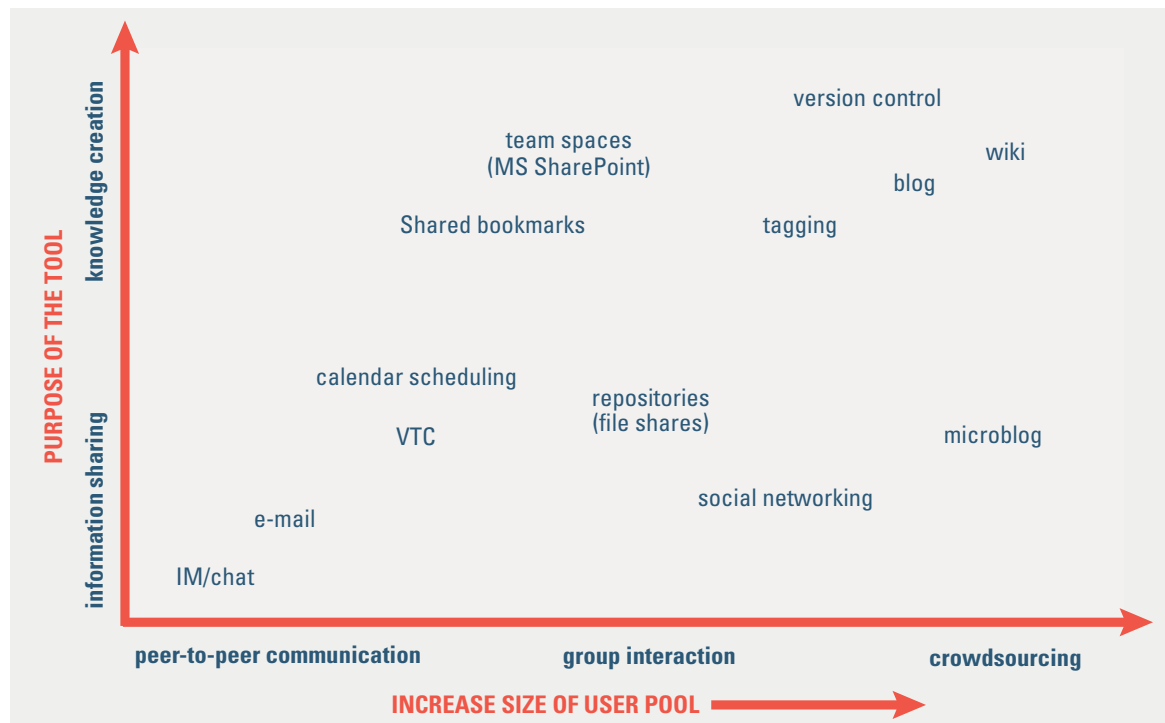 PURPOSE OF THE TOOL
knowledge creation
information sharing
version control
team spaces
(MS SharePoint)
wiki
blog
Shared bookmarks
tagging
calendar scheduling
repositories
(file shares)
VTC
microblog
social networking
e-mail
IM/chat
peer-to-peer communication
group interaction
crowdsourcing
INCREASE SIZE OF USER POOL